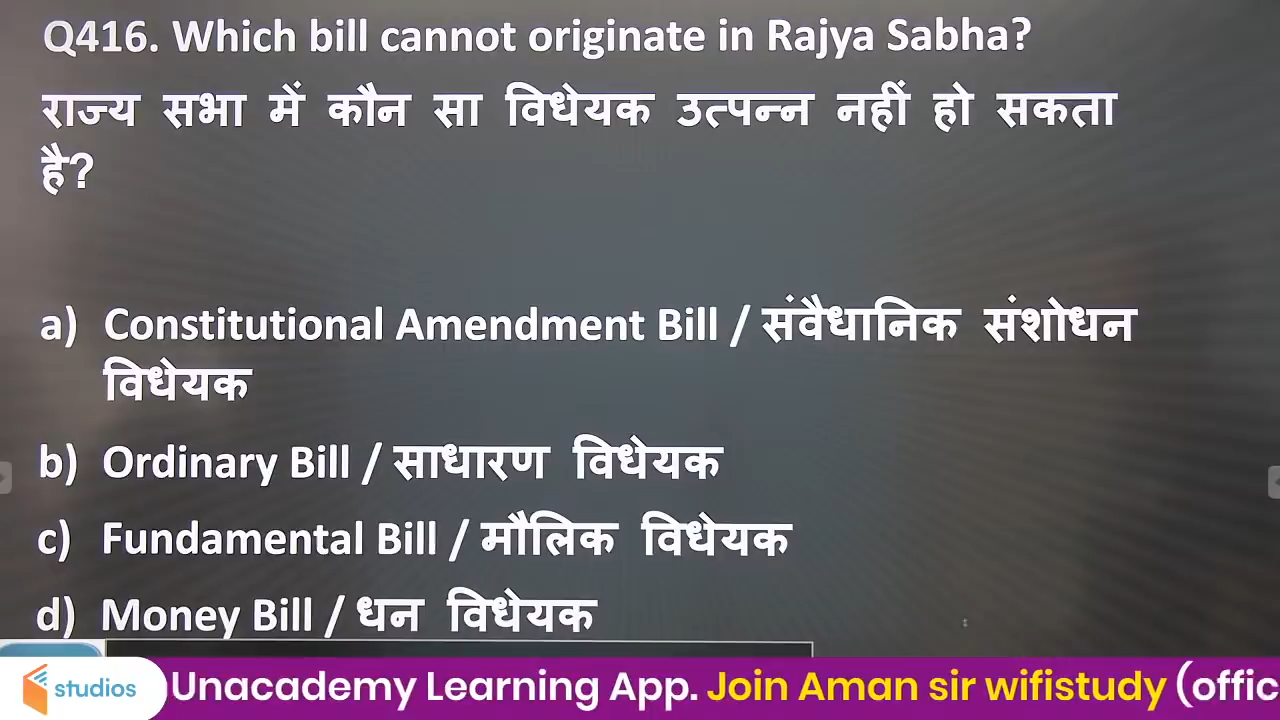 Q416. Which bill cannot originate in Rajya Sabha?
राज्य सभा में कौन सा विधेयक उत्पन्न नहीं हो सकता
है?
a) Constitutional Amendment Bill / संवैधानिक संशोधन
विधेयक
b) Ordinary Bill / साधारण विधेयक
c) Fundamental Bill / मौलिक विधेयक
d) Money Bill / धन विधेयक
studios Unacademy Learning App. Join Aman sir wifistudy (offic